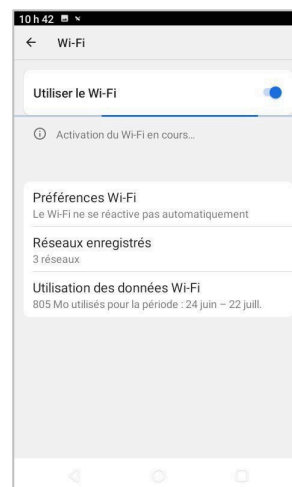 10 h 42
Wi-Fi
Utiliser le Wi-Fi
Activation du Wi-Fi en cours…
Préférences Wi-Fi
Le Wi-Fi ne se réactive pas automatiquement
Réseaux enregistrés
3 réseaux
Utilisation des données Wi-Fi
805 Mo utilisés pour la période : 24 juin – 22 juill.